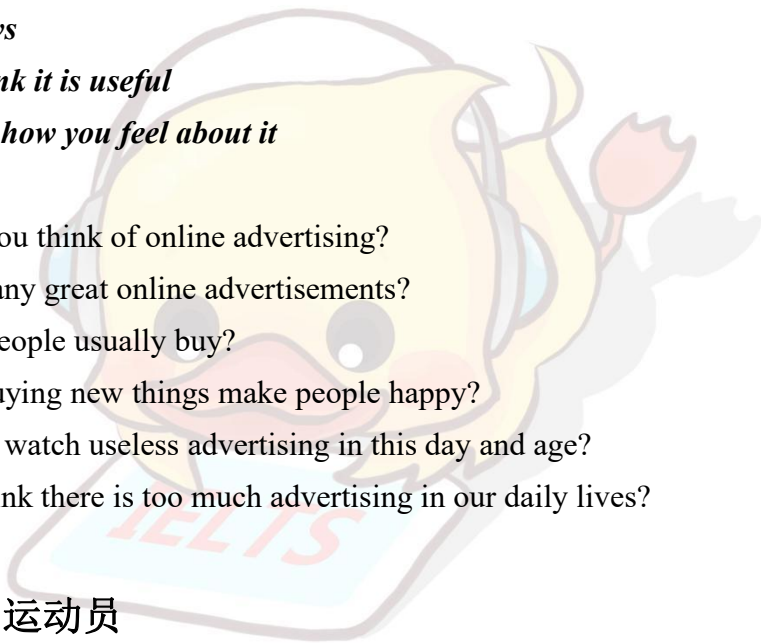 vs
nk it is useful
how you feel about it
ou think of online advertising?
any great online advertisements?
eople usually buy?
uying new things make people happy?
watch useless advertising in this day and age?
nk there is too much advertising in our daily lives?
IELTS
运动员